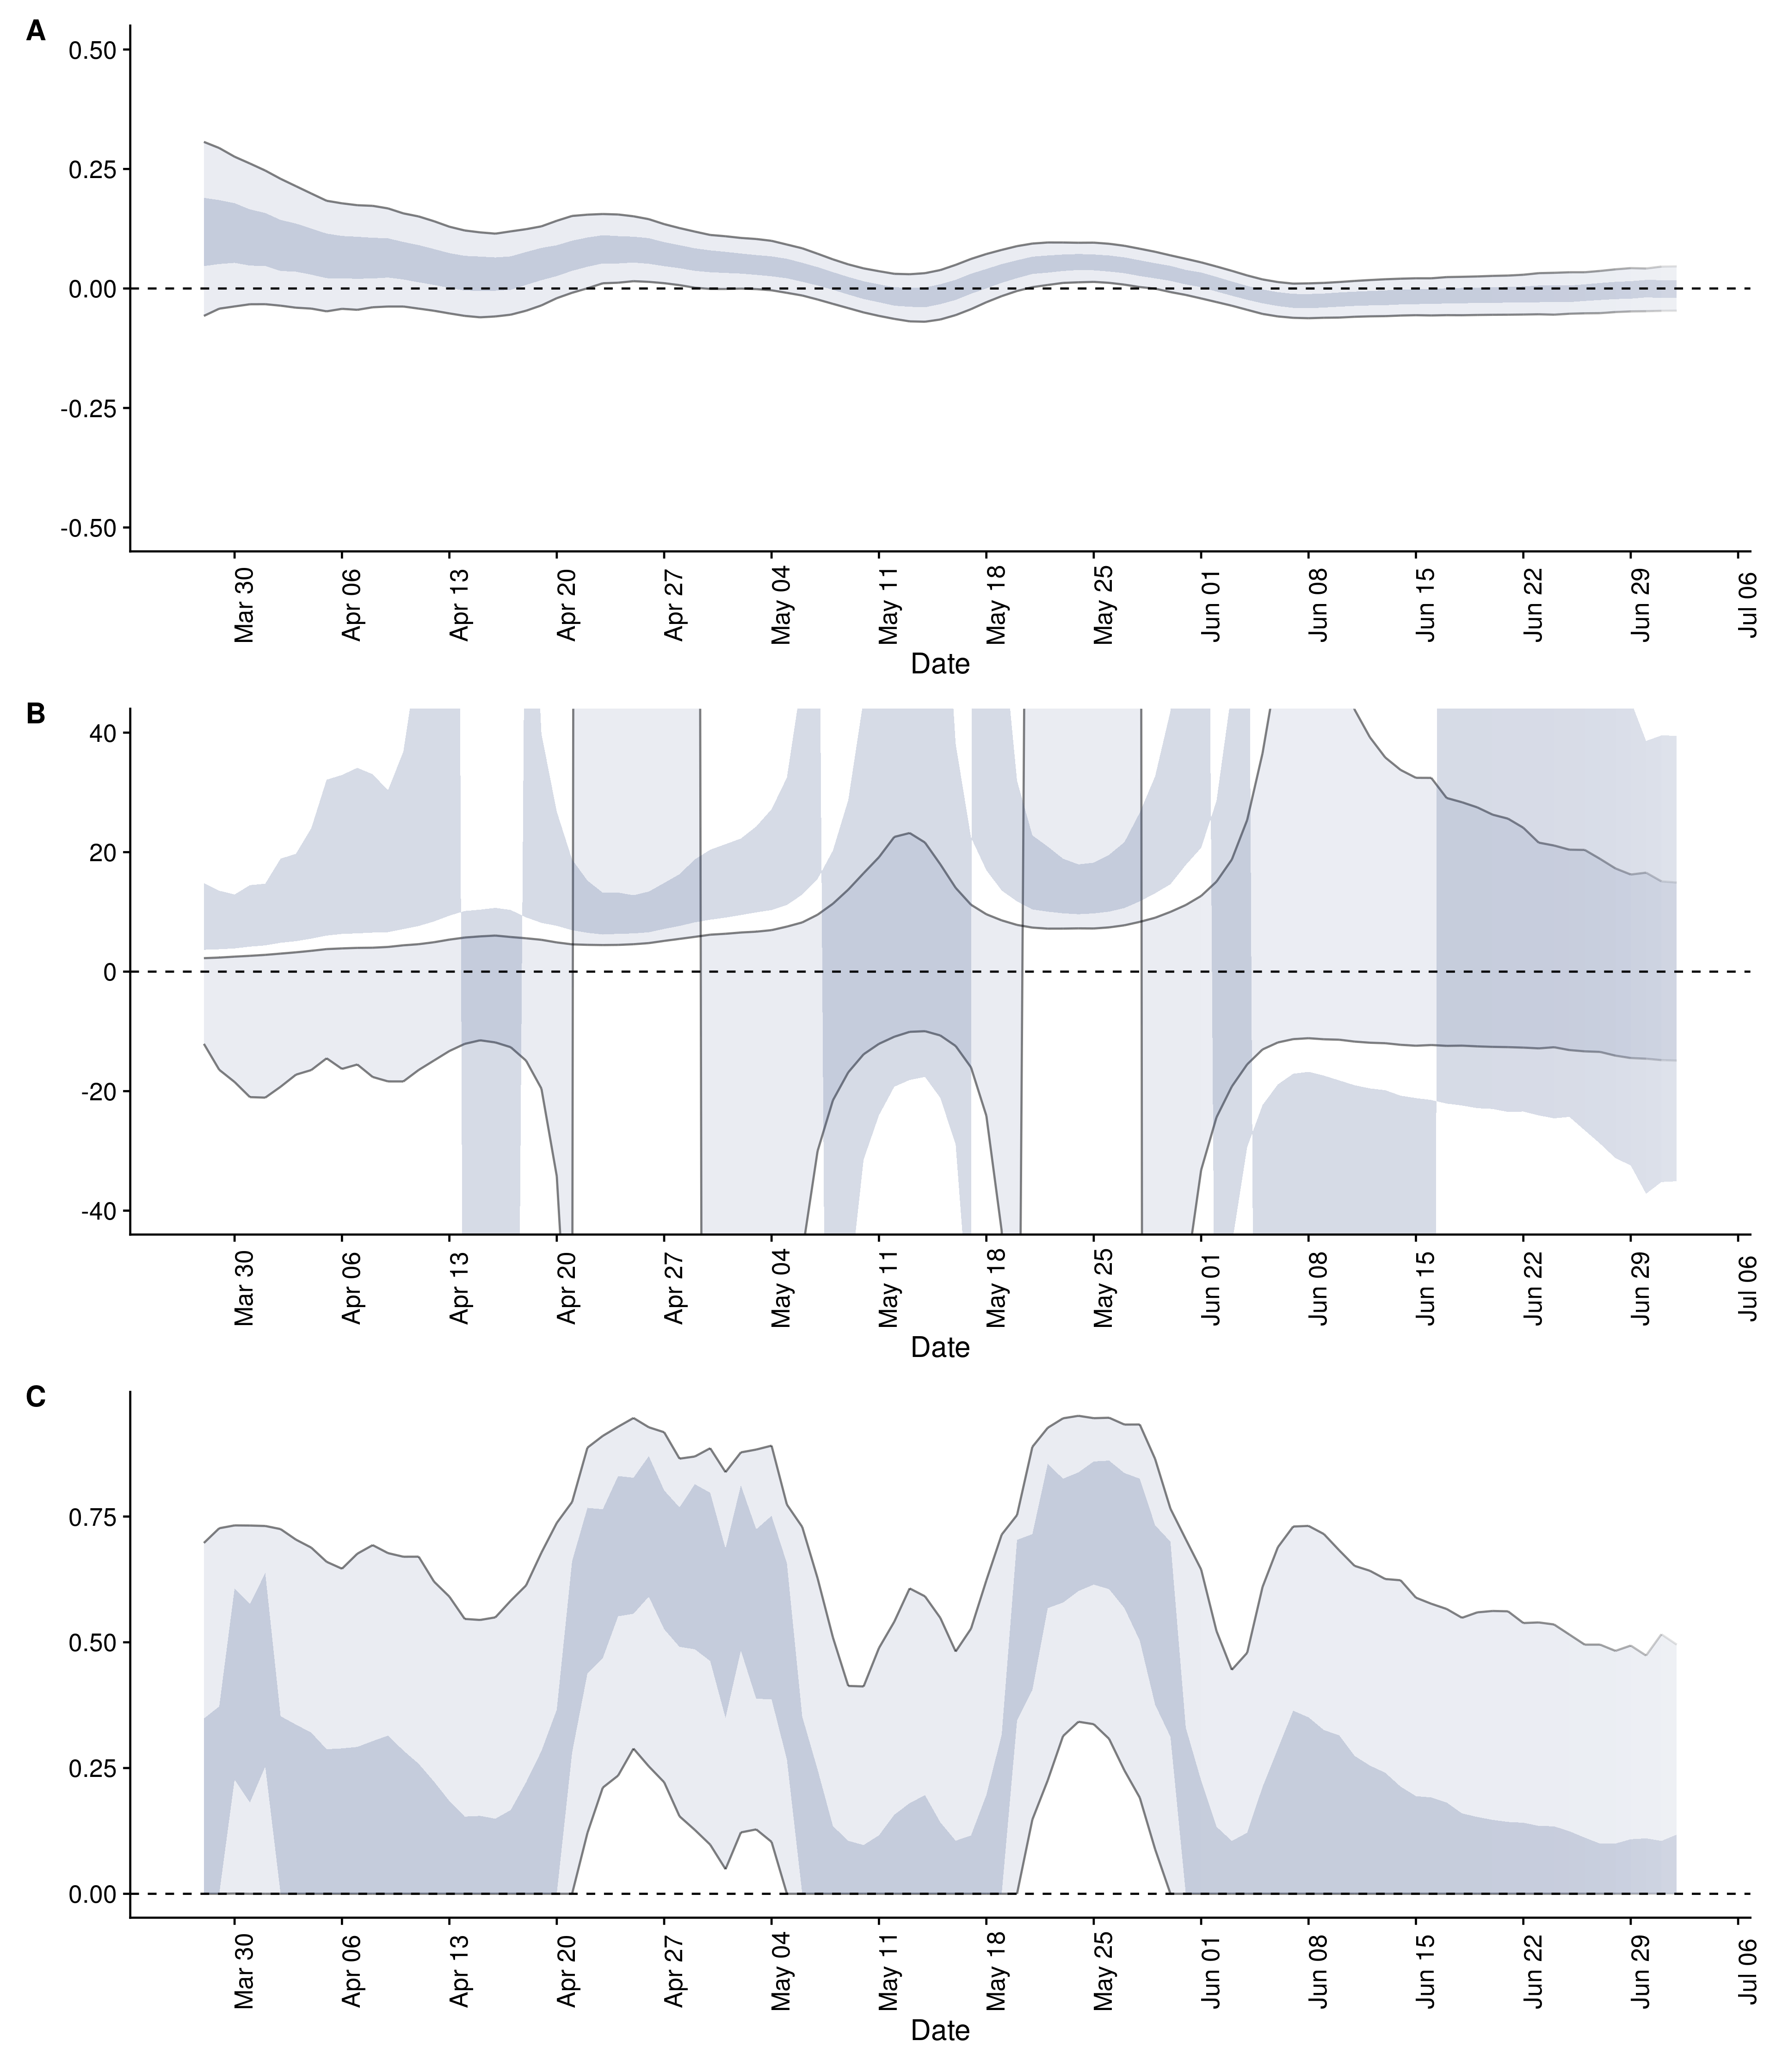 A
0.50
0.25
0.00
-0.25
-0.50
Mar 30
Apr 06
Apr 13
Apr 20
Apr 27
May 04
May 11
May 18
May 25
Jun 01
Jun 08
Jun 15
Jun 22
Jun 29
Jul 06
Date
B
40
20
0
-20
-40
Mar 30
Apr 06
Apr 13
Apr 20
Apr 27
May 04
May 11
May 18
May 25
Jun 01
Jun 08
Jun 15
Jun 22
Jun 29
Jul 06
Date
C
0.75
0.50
0.25
0.00
Mar 30
Apr 06
Apr 13
Apr 20
Apr 27
May 04
May 11
May 18
May 25
Jun 01
Jun 08
Jun 15
Jun 22
Jun 29
Jul 06
Date